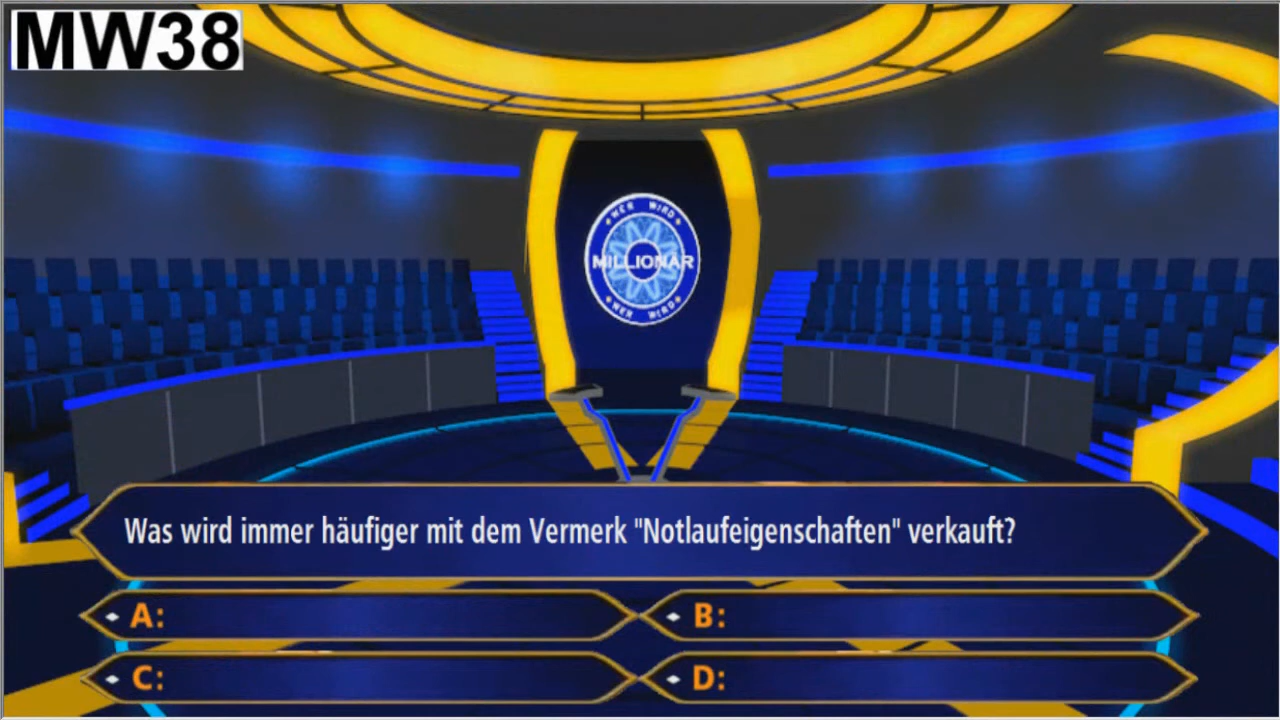 MW38
WER WIRD
MILLIONÄR
WER WIRD
Was wird immer häufiger mit dem Vermerk "Notlaufeigenschaften" verkauft?
A:
B:
C:
D: